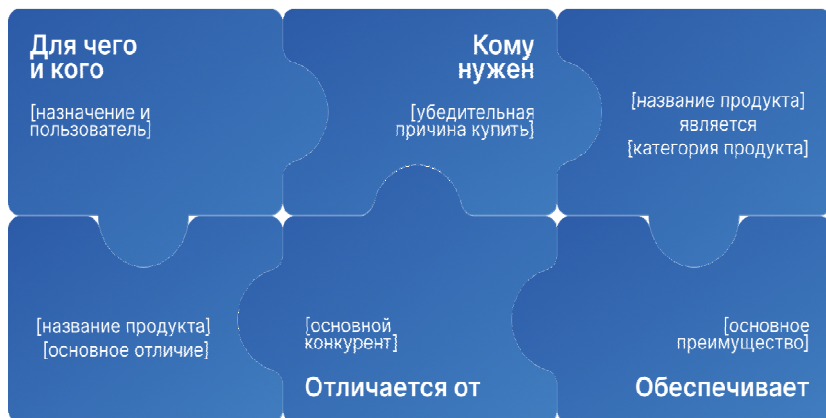 Для чего
и кого
[назначение и
пользователь]
Кому
нужен
[убедительная
причина купить]
[название продукта]
является
[категория продукта]
[название продукта]
[основное отличие]
[основной
конкурент]
Отличается от
[основное
преимущество]
Обеспечивает